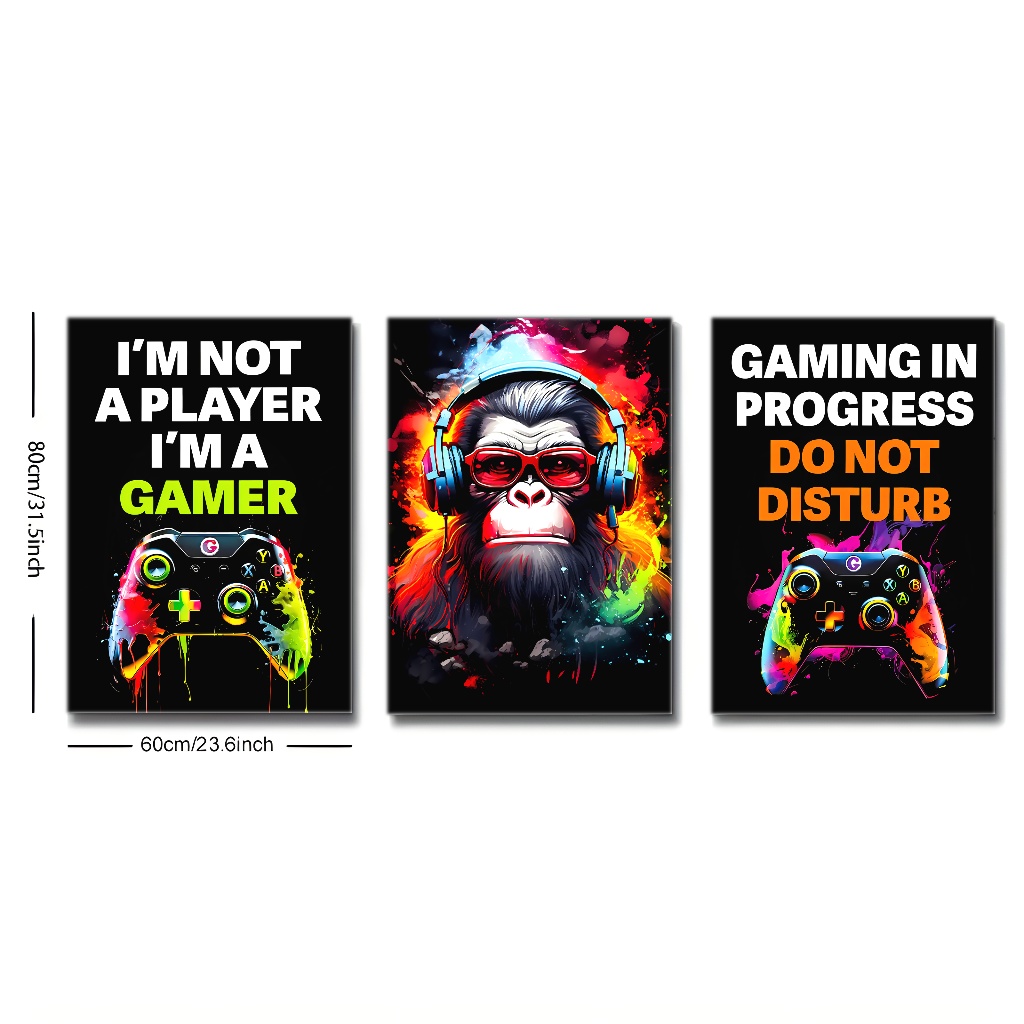 I'M NOT
A PLAYER
I'M A
GAMER
G
Y
X B
A
GAMING IN
PROGRESS
DO NOT
DISTURB
G
Y
X B
A
80cm/31.5inch
60cm/23.6inch